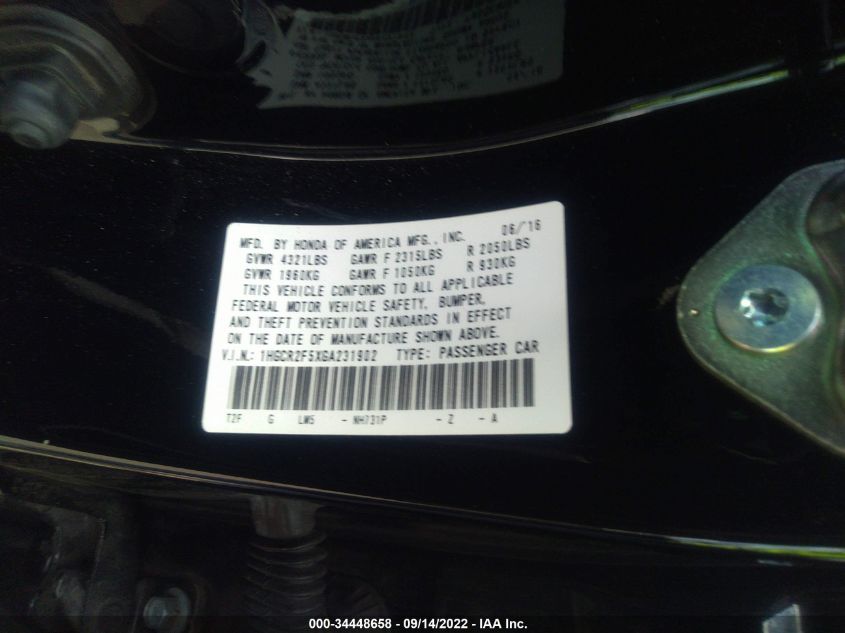 06/'16
MFD. BY HONDA OF AMERICA MFG., INC.
GVWR 4321LBS GAWR F 2315LBS R 2050LBS
GVWR 1960KG GAWR F 1050KG R 930KG
THIS VEHICLE CONFORMS TO ALL APPLICABLE
FEDERAL MOTOR VEHICLE SAFETY, BUMPER,
AND THEFT PREVENTION STANDARDS IN EFFECT
ON THE DATE OF MANUFACTURE SHOWN ABOVE.
V.I.N.: 1HGCR2F5XGA231902 TYPE: PASSENGER CAR
T2F G LW5 - NH731P - Z - A
000-34448658 - 09/14/2022 - IAA Inc.